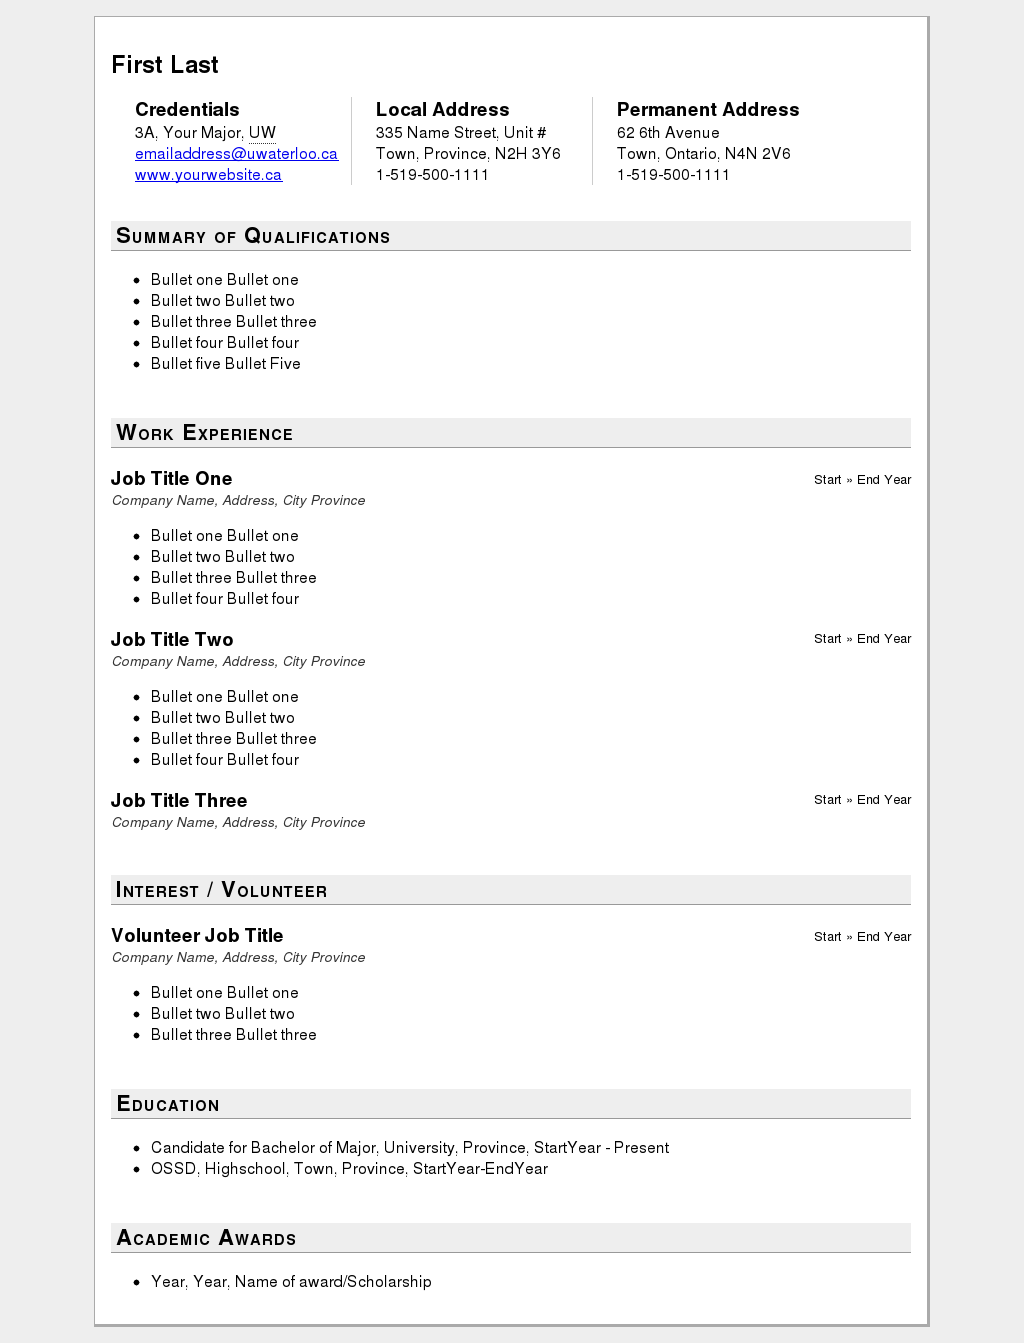 First Last
Credentials
3A, Your Major, UW
emailaddress@uwaterloo.ca
www.yourwebsite.ca
Local Address
335 Name Street, Unit #
Town, Province, N2H 3Y6
1-519-500-1111
Permanent Address
62 6th Avenue
Town, Ontario, N4N 2V6
1-519-500-1111
Summary of Qualifications
• Bullet one Bullet one
• Bullet two Bullet two
• Bullet three Bullet three
• Bullet four Bullet four
• Bullet five Bullet Five
Work Experience
Job Title One
Start » End Year
Company Name, Address, City Province
• Bullet one Bullet one
• Bullet two Bullet two
• Bullet three Bullet three
• Bullet four Bullet four
Job Title Two
Start » End Year
Company Name, Address, City Province
• Bullet one Bullet one
• Bullet two Bullet two
• Bullet three Bullet three
• Bullet four Bullet four
Job Title Three
Start » End Year
Company Name, Address, City Province
Interest / Volunteer
Volunteer Job Title
Start » End Year
Company Name, Address, City Province
• Bullet one Bullet one
• Bullet two Bullet two
• Bullet three Bullet three
Education
• Candidate for Bachelor of Major, University, Province, StartYear - Present
• OSSD, Highschool, Town, Province, StartYear-EndYear
Academic Awards
• Year, Year, Name of award/Scholarship